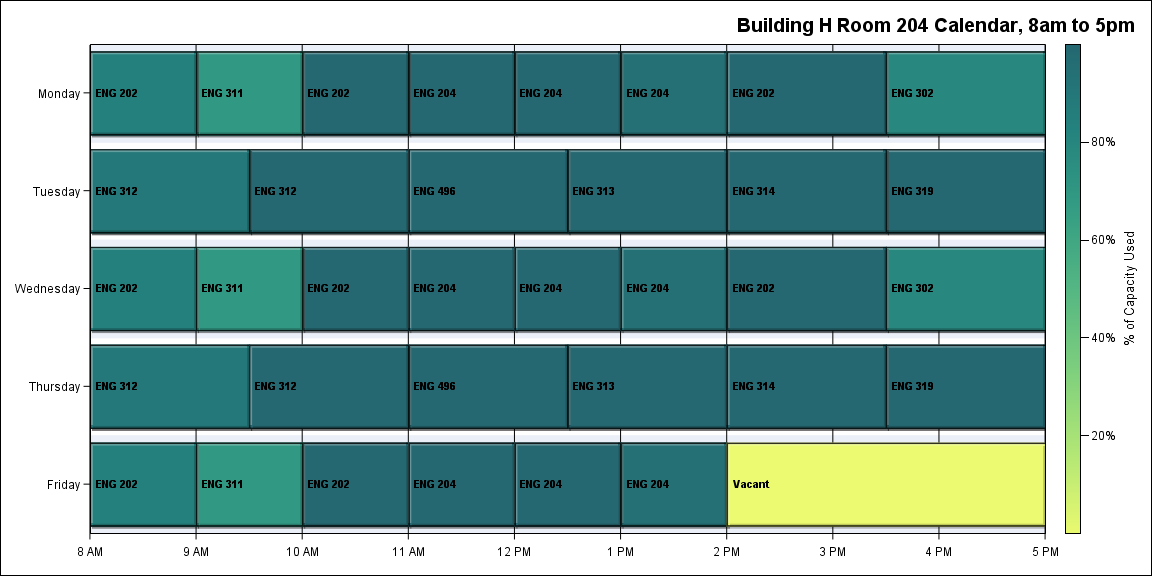 Building H Room 204 Calendar, 8am to 5pm
Monday
ENG 202
ENG 311
ENG 202
ENG 204
ENG 204
ENG 204
ENG 202
ENG 302
Tuesday
ENG 312
ENG 312
ENG 496
ENG 313
ENG 314
ENG 319
Wednesday
ENG 202
ENG 311
ENG 202
ENG 204
ENG 204
ENG 204
ENG 202
ENG 302
Thursday
ENG 312
ENG 312
ENG 496
ENG 313
ENG 314
ENG 319
Friday
ENG 202
ENG 311
ENG 202
ENG 204
ENG 204
ENG 204
Vacant
8 AM
9 AM
10 AM
11 AM
12 PM
1 PM
2 PM
3 PM
4 PM
5 PM
80%
60%
40%
20%
% of Capacity Used